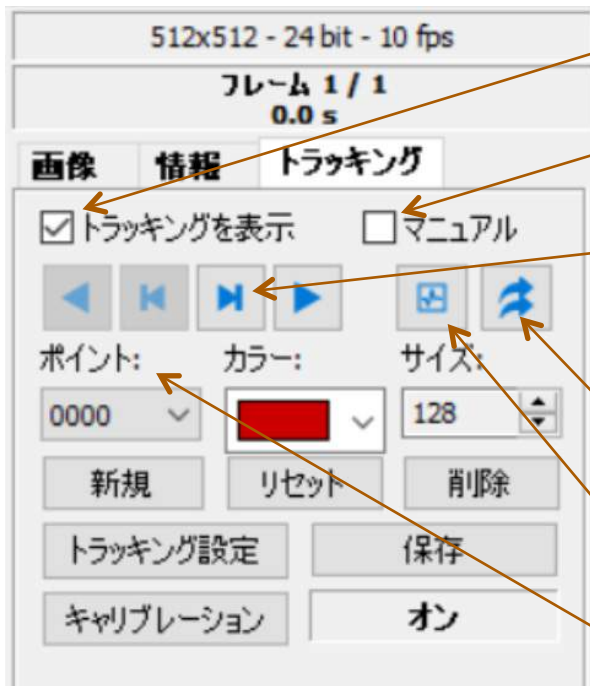 512x512 - 24 bit - 10 fps
フレーム 1 / 1
0.0 s
画像 情報 トラッキング
トラッキングを表示 マニュアル
ポイント: カラー: サイズ:
0000 128
新規 リセット 削除
トラッキング設定 保存
キャリブレーション オン